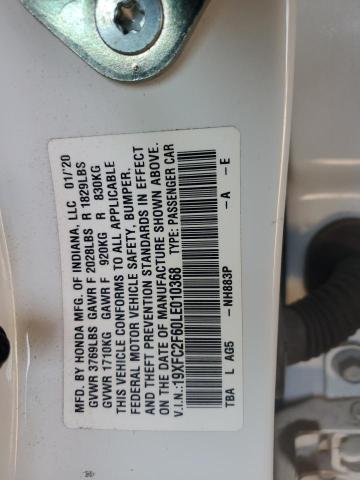 MFD. BY HONDA MFG. OF INDIANA, LLC 01/20
GVWR 3769LBS GAWR F 2028LBS R 1829LBS
GVWR 1710KG GAWR F 920KG R 830KG
THIS VEHICLE CONFORMS TO ALL APPLICABLE
FEDERAL MOTOR VEHICLE SAFETY, BUMPER,
AND THEFT PREVENTION STANDARDS IN EFFECT
ON THE DATE OF MANUFACTURE SHOWN ABOVE.
V.I.N.:19XFC2F60LE010368 TYPE: PASSENGER CAR
TBA L AG5 -NH883P -A -E